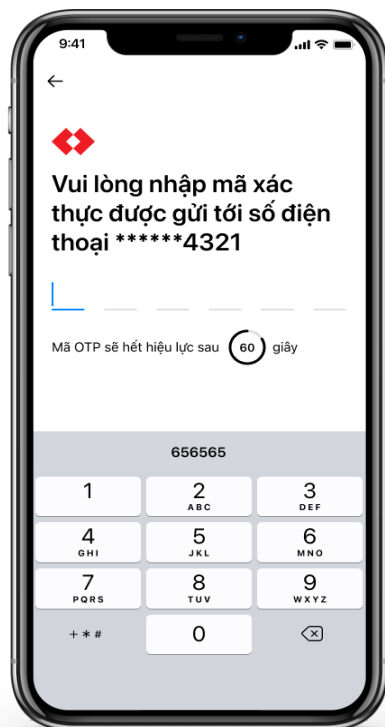 9:41
Vui lòng nhập mã xác
thực được gửi tới số điện
thoại ******4321
Mã OTP sẽ hết hiệu lực sau 60 giây
656565
1 2 3
ABC DEF
4 5 6
GHI JKL MNO
7 8 9
PQRS TUV WXYZ
+*# 0